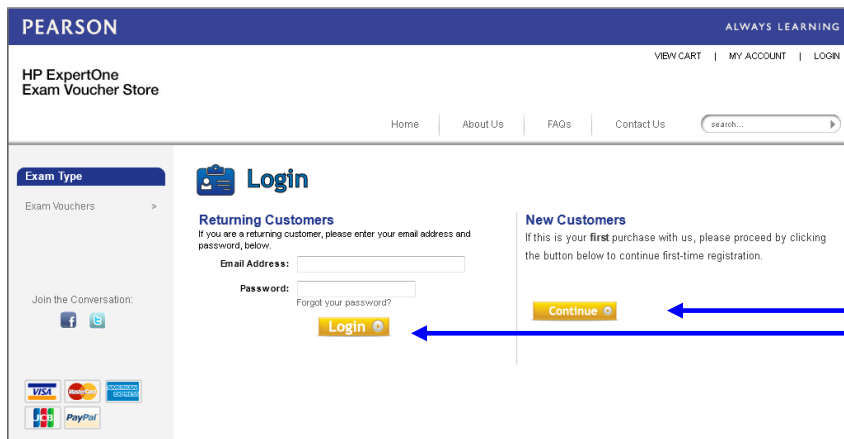 PEARSON
ALWAYS LEARNING
VIEW CART | MY ACCOUNT | LOGIN
HP ExpertOne
Exam Voucher Store
Home
About Us
FAQs
Contact Us
search...
Exam Type
Exam Vouchers >
Join the Conversation:
VISA
MasterCard
AMERICAN EXPRESS
JCB
PayPal
Login
Returning Customers
If you are a returning customer, please enter your email address and
password, below.
Email Address:
Password:
Forgot your password?
Login
New Customers
If this is your first purchase with us, please proceed by clicking
the button below to continue first-time registration.
Continue